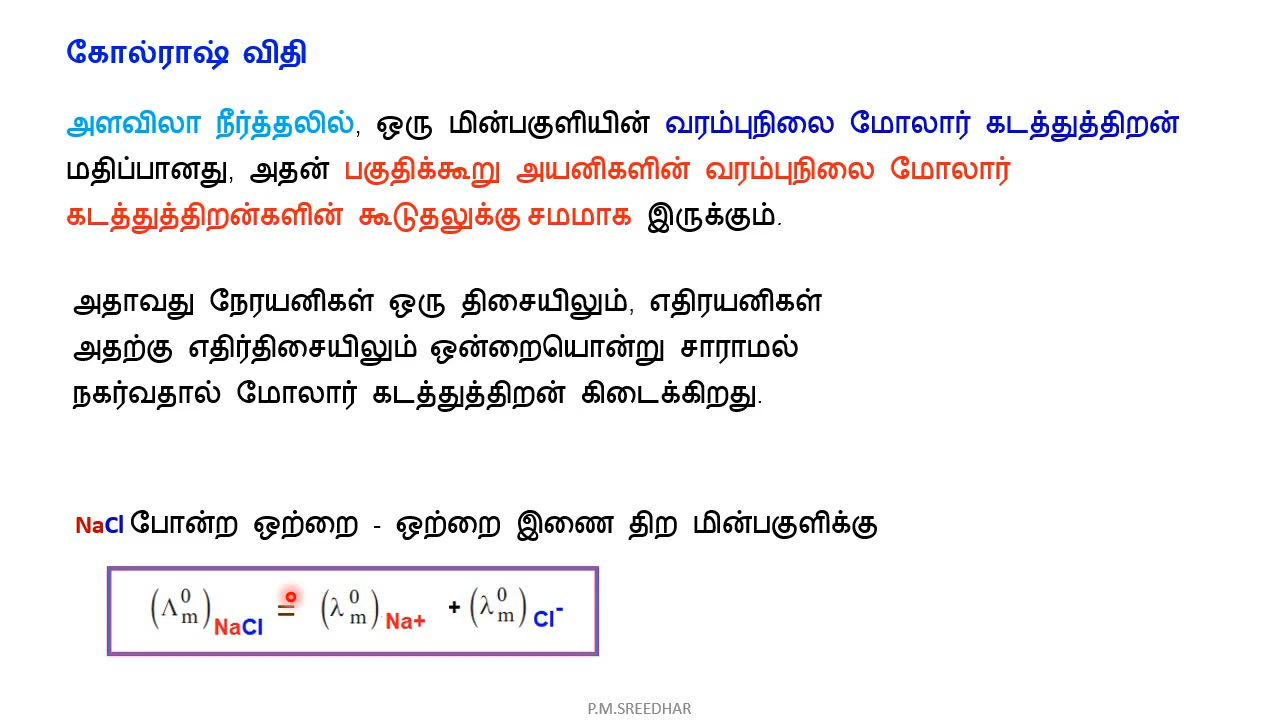 கோல்ராஷ் விதி
அளவிலா நீர்த்தலில், ஒரு மின்பகுளியின் வரம்புநிலை மோலார் கடத்துத்திறன்
மதிப்பானது, அதன் பகுதிக்கூறு அயனிகளின் வரம்புநிலை மோலார்
கடத்துத்திறன்களின் கூடுதலுக்கு சமமாக இருக்கும்.
அதாவது நேரயனிகள் ஒரு திசையிலும், எதிரயனிகள்
அதற்கு எதிர்திசையிலும் ஒன்றையொன்று சாராமல்
நகர்வதால் மோலார் கடத்துத்திறன் கிடைக்கிறது.
NaCl போன்ற ஒற்றை - ஒற்றை இணை திற மின்பகுளிக்கு
(Λ⁰m)NaCl = (λ⁰m)Na+ + (λ⁰m)Cl⁻
P.M.SREEDHAR